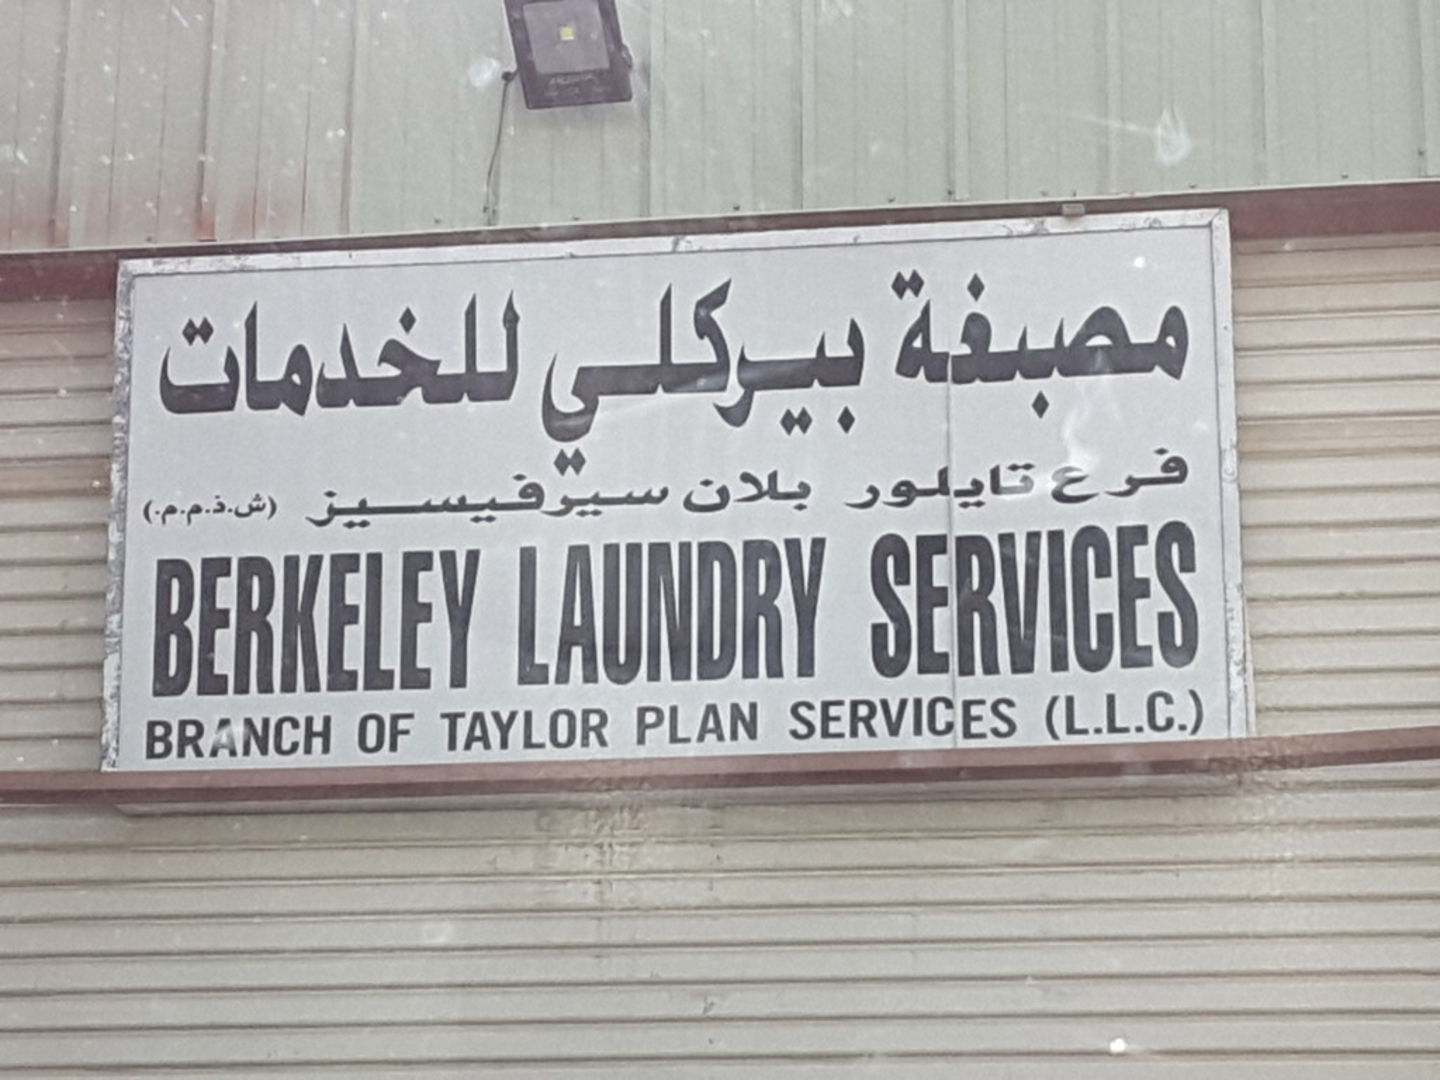 مصبغة بيركلي للخدمات
فرع تايلور بلان سيرفيسيز (ش.ذ.م.م.)
BERKELEY LAUNDRY SERVICES
BRANCH OF TAYLOR PLAN SERVICES (L.L.C.)